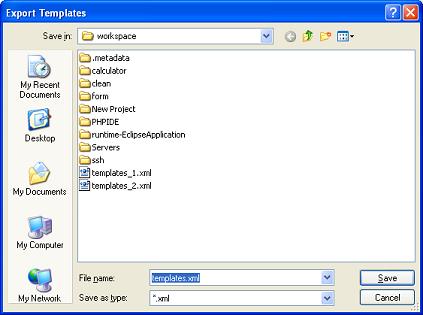 Export Templates
Save in: workspace
.metadata
calculator
clean
form
New Project
PHPIDE
runtime-EclipseApplication
Servers
ssh
templates_1.xml
templates_2.xml
My Recent
Documents
Desktop
My Documents
My Computer
My Network
File name: templates.xml Save
Save as type: *.xml Cancel